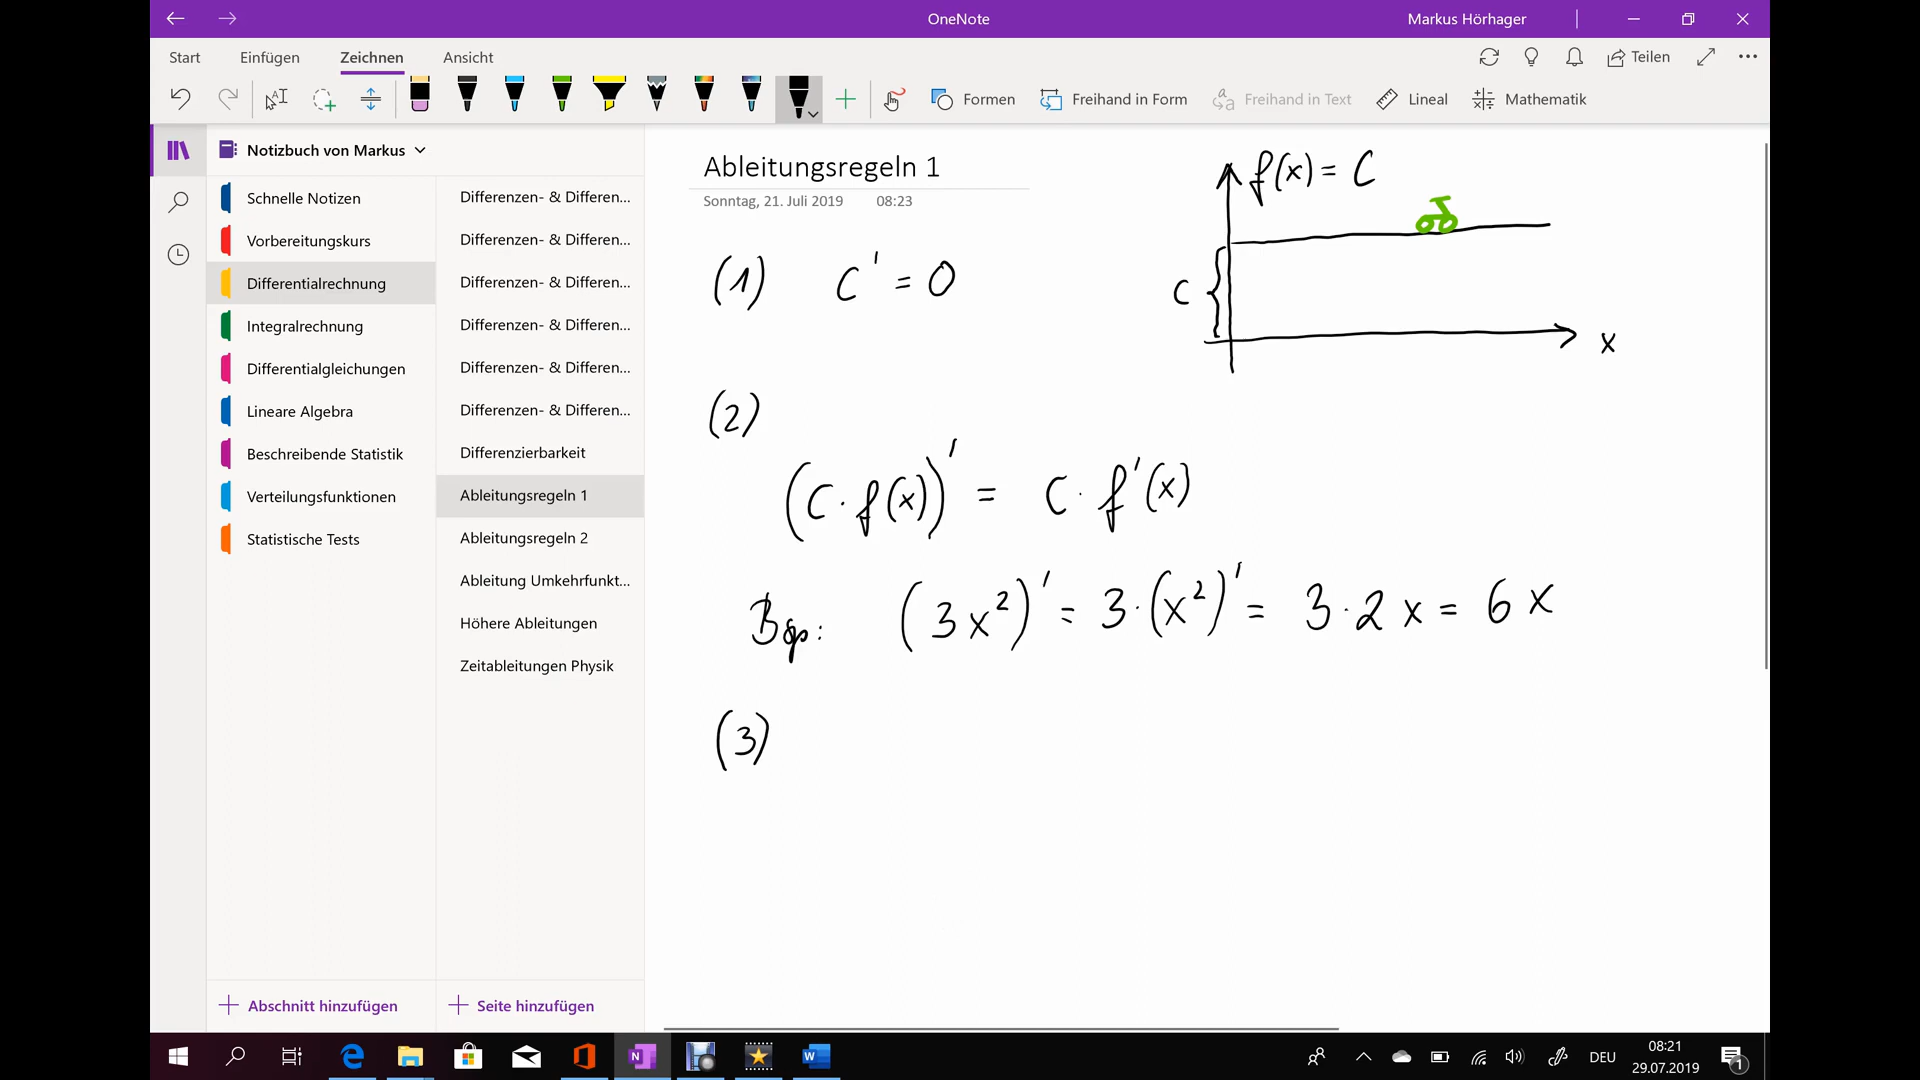 OneNote
Markus Hörhager
Start Einfügen Zeichnen Ansicht
Teilen
Formen Freihand in Form Freihand in Text Lineal Mathematik
Notizbuch von Markus
Schnelle Notizen
Vorbereitungskurs
Differentialrechnung
Integralrechnung
Differentialgleichungen
Lineare Algebra
Beschreibende Statistik
Verteilungsfunktionen
Statistische Tests
Abschnitt hinzufügen
Differenzen- & Differen...
Differenzen- & Differen...
Differenzen- & Differen...
Differenzen- & Differen...
Differenzen- & Differen...
Differenzen- & Differen...
Differenzierbarkeit
Ableitungsregeln 1
Ableitungsregeln 2
Ableitung Umkehrfunkt...
Höhere Ableitungen
Zeitableitungen Physik
Seite hinzufügen
Ableitungsregeln 1
Sonntag, 21. Juli 2019 08:23
f(x) = C
C
x
(1) C' = 0
(2)
(C · f(x))' = C · f'(x)
Bsp: (3x²)' = 3 · (x²)' = 3 · 2x = 6x
(3)
DEU
08:21
29.07.2019
1